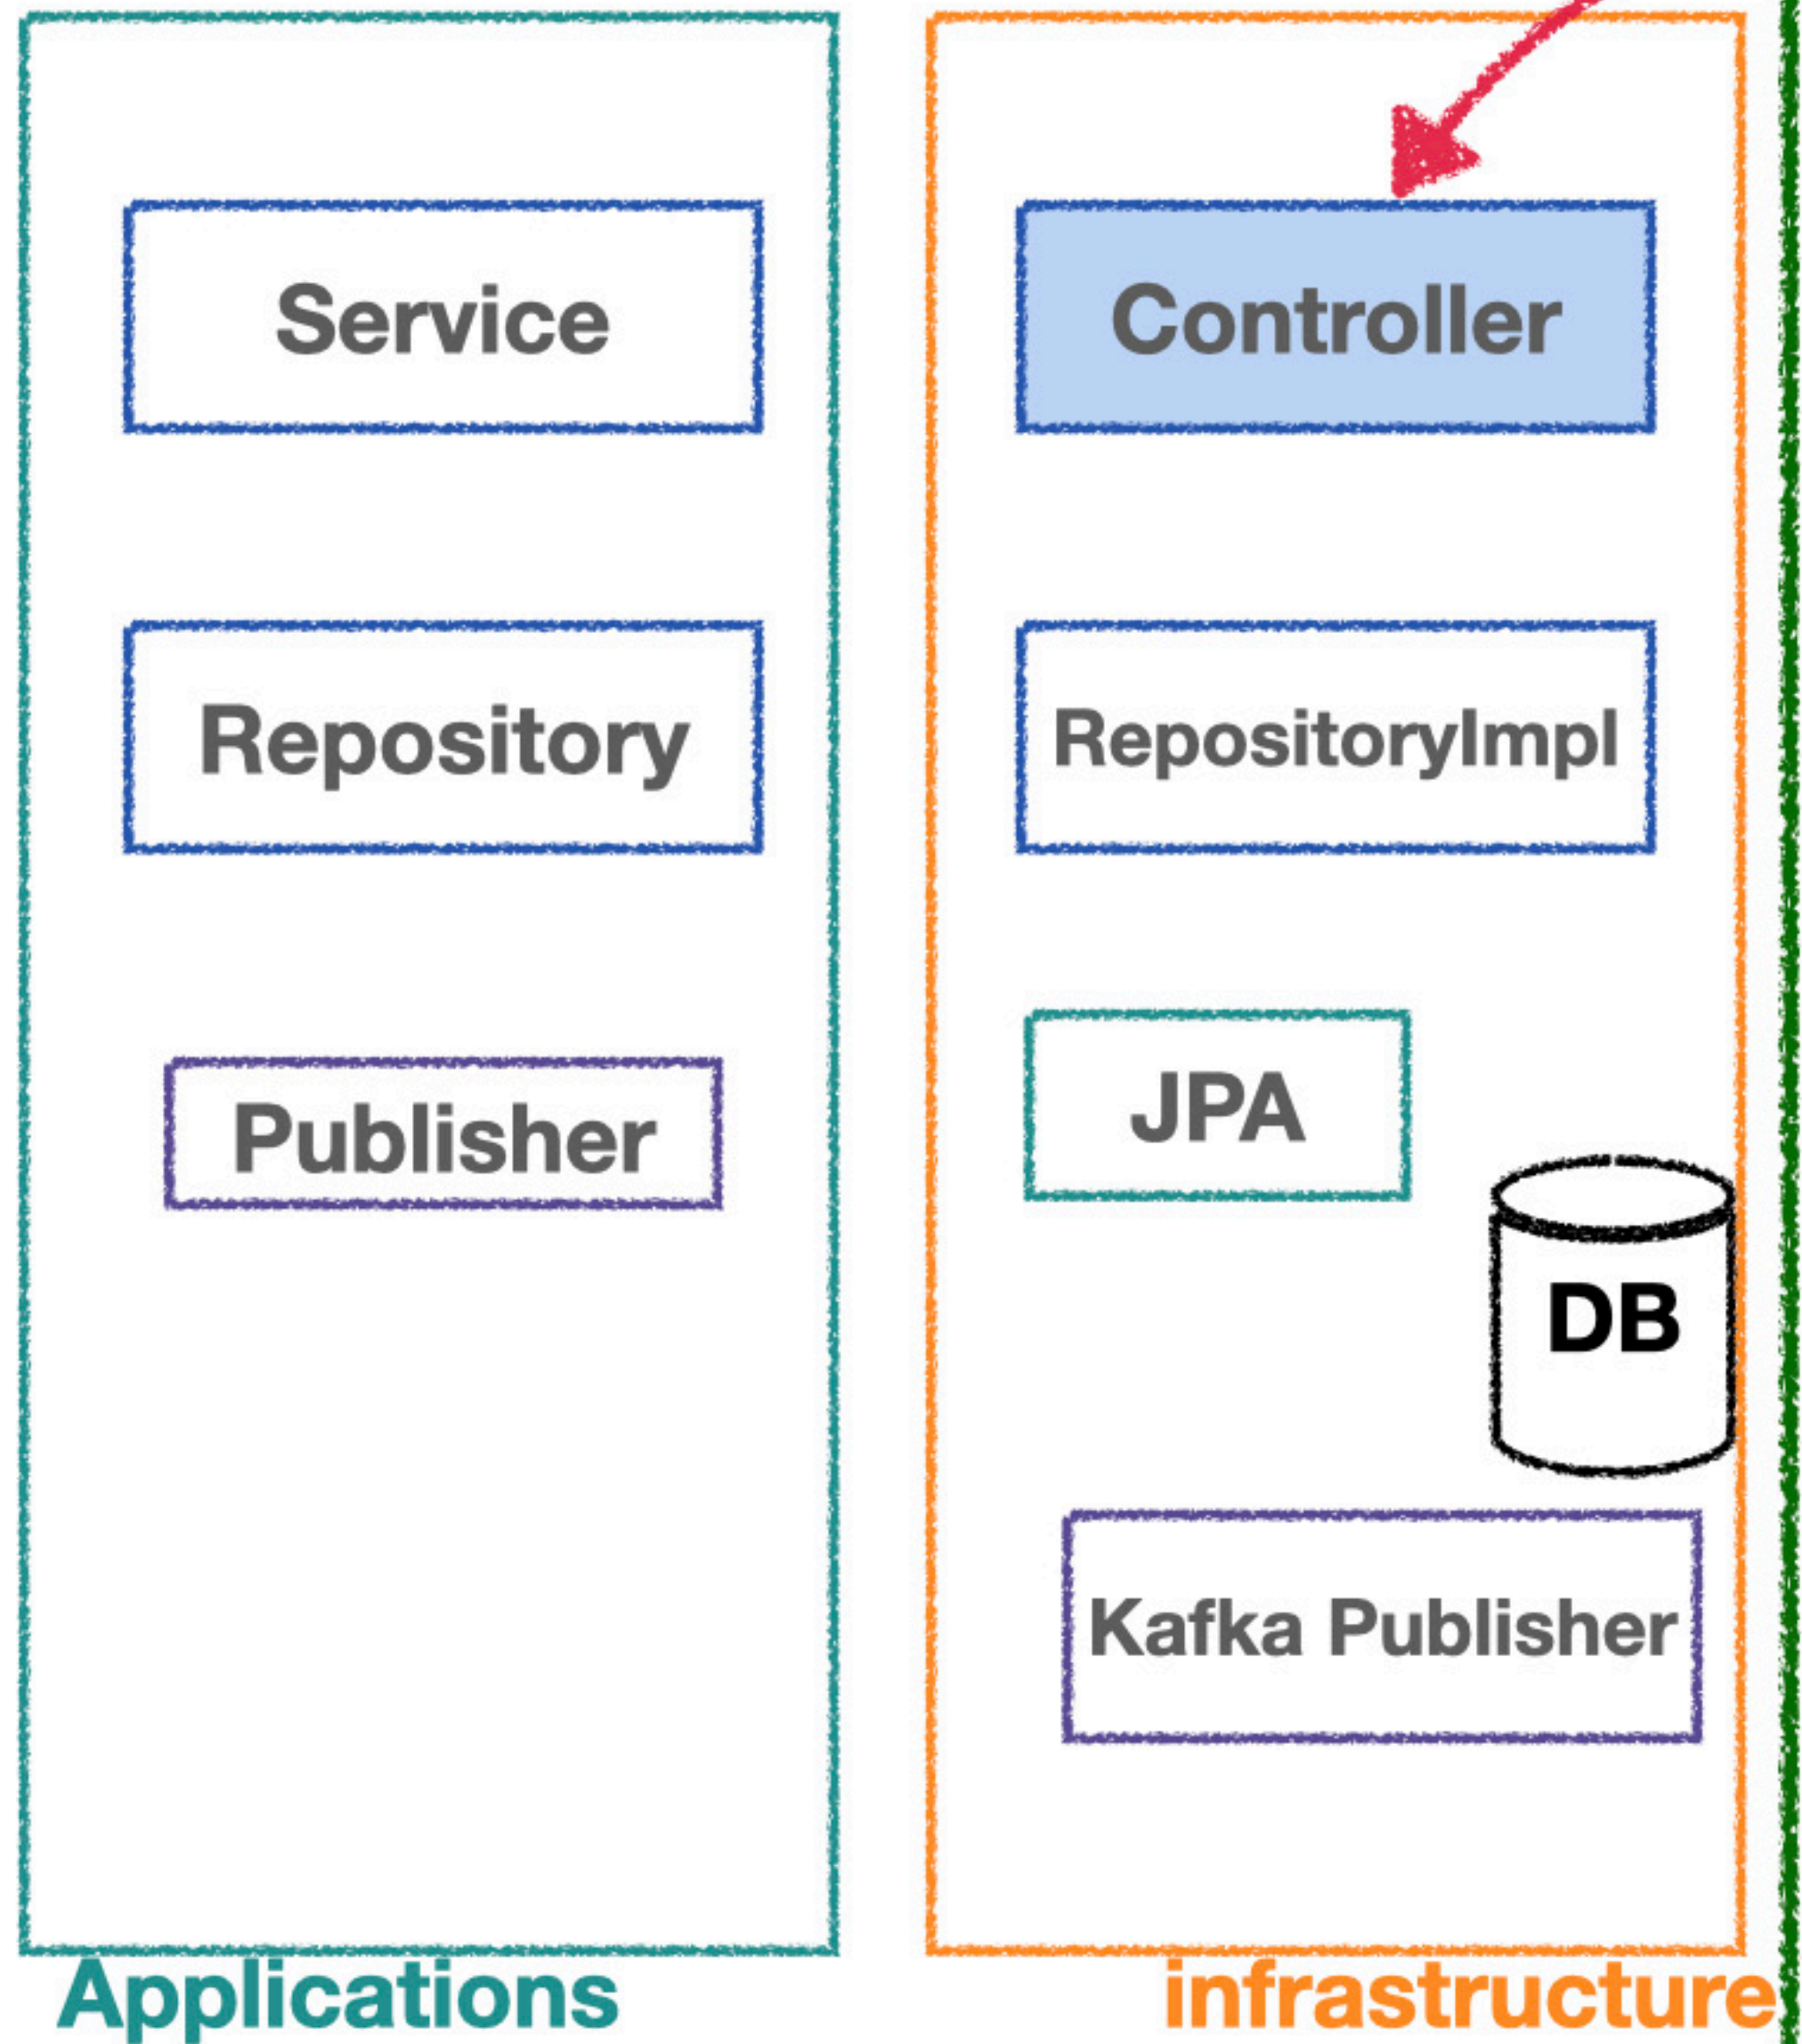 Service
Controller
Repository
RepositoryImpl
Publisher
JPA
DB
Kafka Publisher
Applications
infrastructure